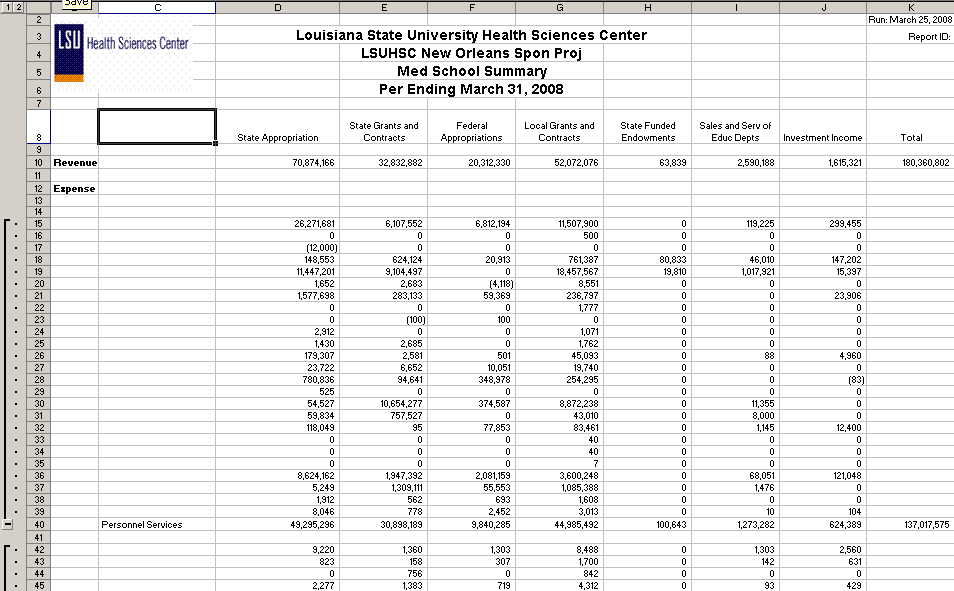 Save
1 2 C D E F G H I J K
2 Run: March 25, 2008
3 LSU Health Sciences Center Louisiana State University Health Sciences Center Report ID:
4 LSUHSC New Orleans Spon Proj
5 Med School Summary
6 Per Ending March 31, 2008
7
8 State Appropriation State Grants and Contracts Federal Appropriations Local Grants and Contracts State Funded Endowments Sales and Serv of Educ Depts Investment Income Total
9
10 Revenue 70,874,166 32,832,882 20,312,330 52,072,076 63,839 2,590,188 1,615,321 180,360,802
11
12 Expense
13
14
15 26,271,681 6,107,552 6,812,194 11,507,900 0 119,225 299,455
16 0 0 0 500 0 0 0
17 (12,000) 0 0 0 0 0 0
18 148,553 624,124 20,913 761,387 80,833 46,010 147,202
19 11,447,201 9,104,497 0 18,457,567 19,810 1,017,921 15,397
20 1,652 2,683 (4,118) 8,551 0 0 0
21 1,577,698 283,133 59,369 236,797 0 0 23,906
22 0 0 0 1,777 0 0 0
23 0 (100) 100 0 0 0 0
24 2,912 0 0 1,071 0 0 0
25 1,430 2,685 0 1,762 0 0 0
26 179,307 2,581 501 45,093 0 88 4,960
27 23,722 6,652 10,051 19,740 0 0 0
28 780,836 94,641 348,978 254,295 0 0 (83)
29 525 0 0 0 0 0 0
30 54,527 10,654,277 374,587 8,872,238 0 11,355 0
31 59,834 757,527 0 43,010 0 8,000 0
32 118,049 95 77,853 83,461 0 1,145 12,400
33 0 0 0 40 0 0 0
34 0 0 0 40 0 0 0
35 0 0 0 7 0 0 0
36 8,624,162 1,947,392 2,081,159 3,600,248 0 68,051 121,048
37 5,249 1,309,111 55,553 1,085,388 0 1,476 0
38 1,912 562 693 1,608 0 0 0
39 8,046 778 2,452 3,013 0 10 104
40 Personnel Services 49,295,296 30,898,189 9,840,285 44,985,492 100,643 1,273,282 624,389 137,017,575
41
42 9,220 1,360 1,303 8,488 0 1,303 2,560
43 823 158 307 1,700 0 142 631
44 0 756 0 842 0 0 0
45 2,277 1,383 719 4,312 0 93 429